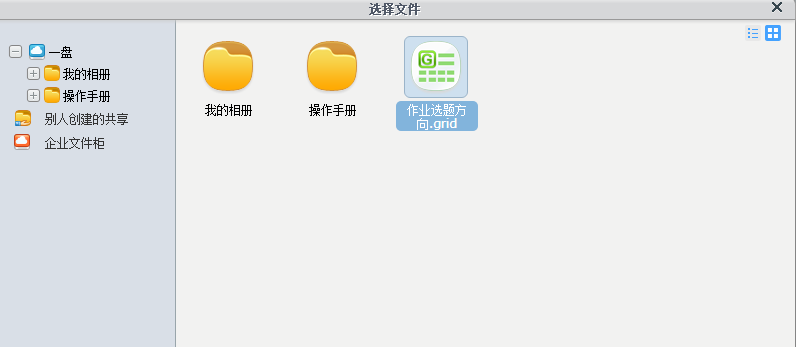 选择文件
一盘
我的相册
操作手册
别人创建的共享
企业文件柜
我的相册
操作手册
G
作业选题方
向.grid